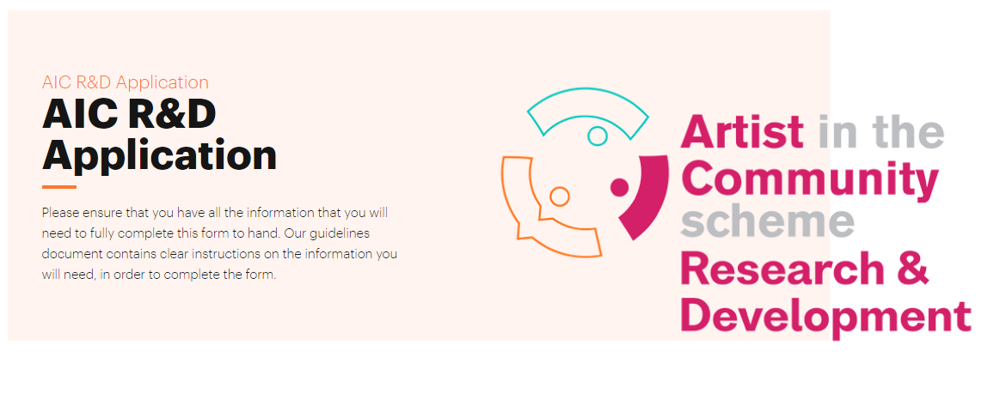 AIC R&D Application
AIC R&D
Application
Please ensure that you have all the information that you will
need to fully complete this form to hand. Our guidelines
document contains clear instructions on the information you
will need, in order to complete the form.
Artist in the
Community
scheme
Research &
Development